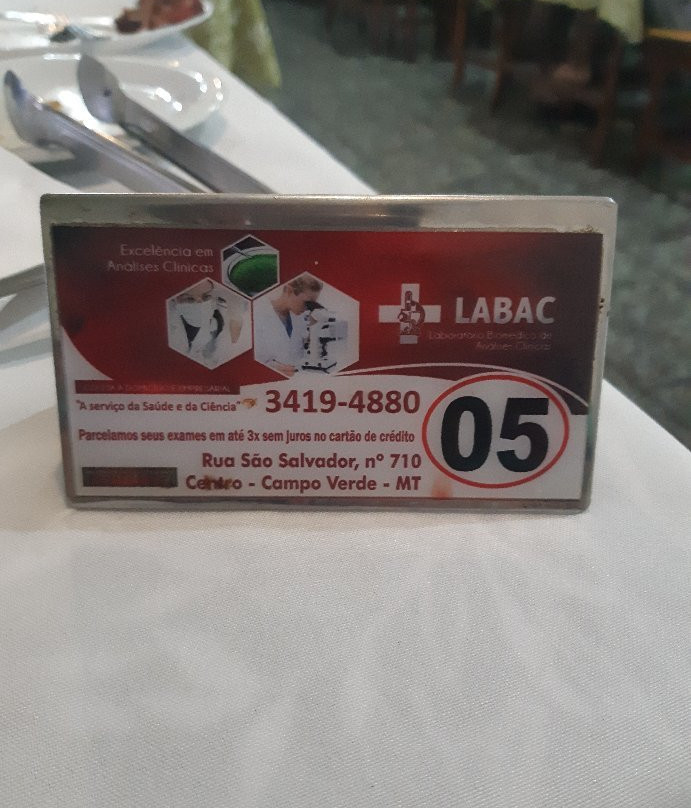 Excelência em
Análises Clínicas
LABAC
Laboratório Biomédico de
Análises Clínicas
"A serviço da Saúde e da Ciência"
3419-4880
Parcelamos seus exames em até 3x sem juros no cartão de crédito
05
Rua São Salvador, nº 710
Centro - Campo Verde - MT